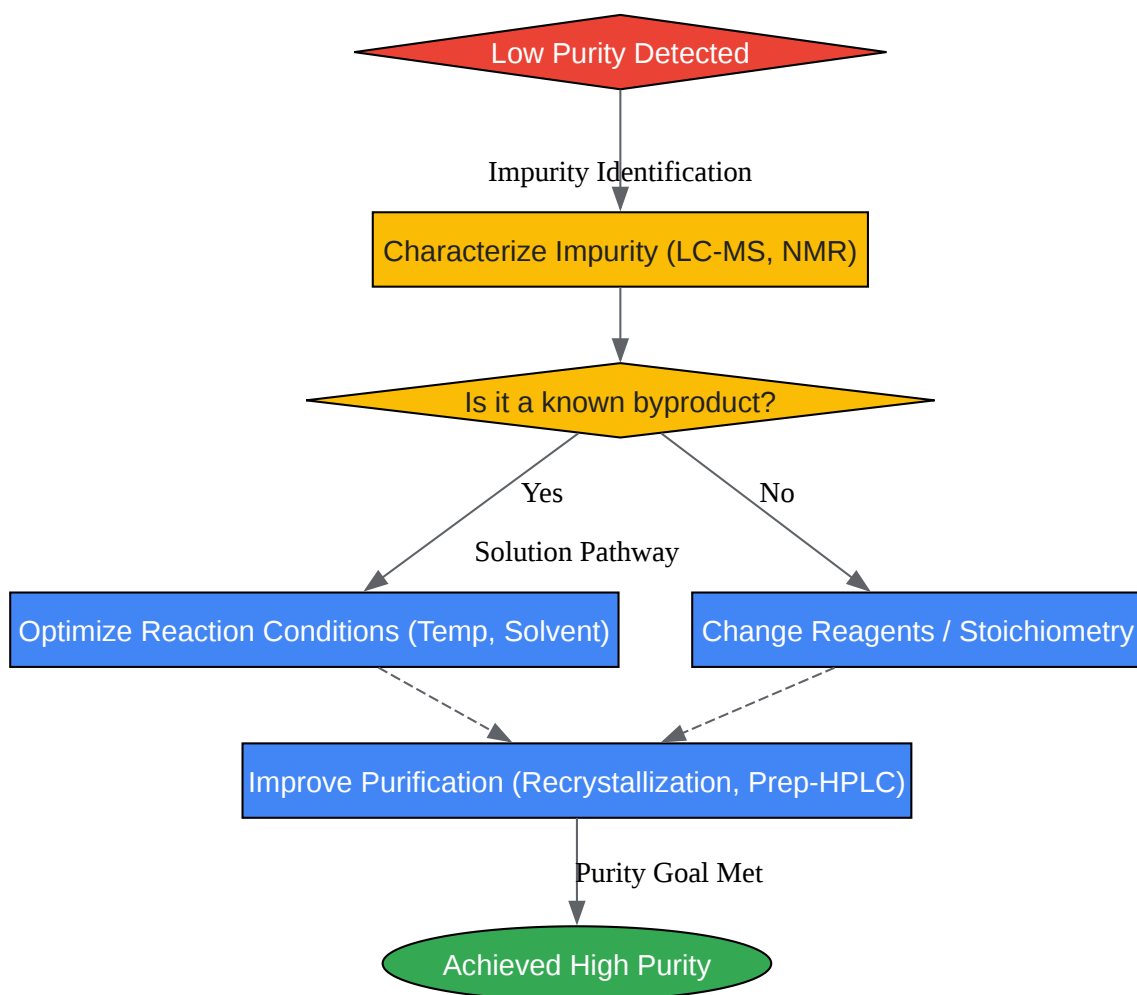 Low Purity Detected
Impurity Identification
Characterize Impurity (LC-MS, NMR)
Is it a known byproduct?
Yes
No
Solution Pathway
Optimize Reaction Conditions (Temp, Solvent)
Change Reagents / Stoichiometry
Improve Purification (Recrystallization, Prep-HPLC)
Purity Goal Met
Achieved High Purity